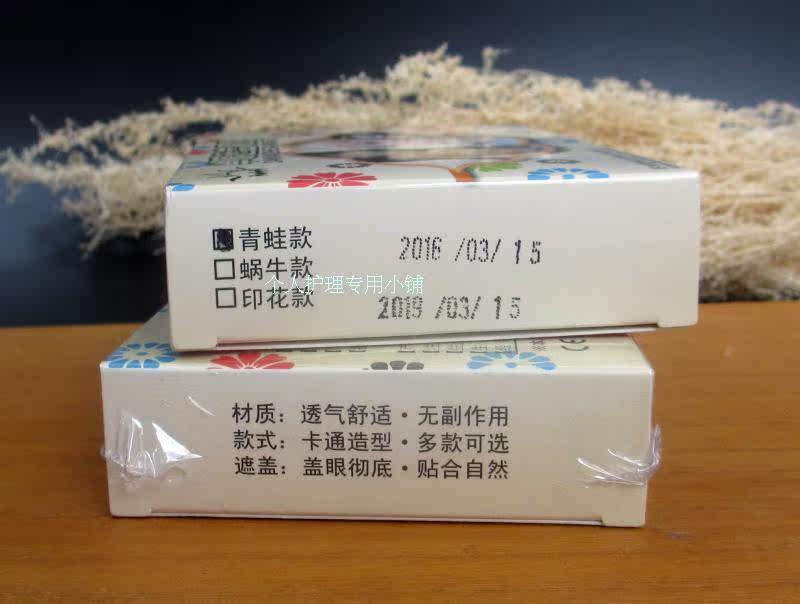 青蛙款
蜗牛款
印花款
2016 /03/ 15
2019 /03/ 15
个人护理专用小铺
材质：透气舒适·无副作用
款式：卡通造型·多款可选
遮盖：盖眼彻底·贴合自然